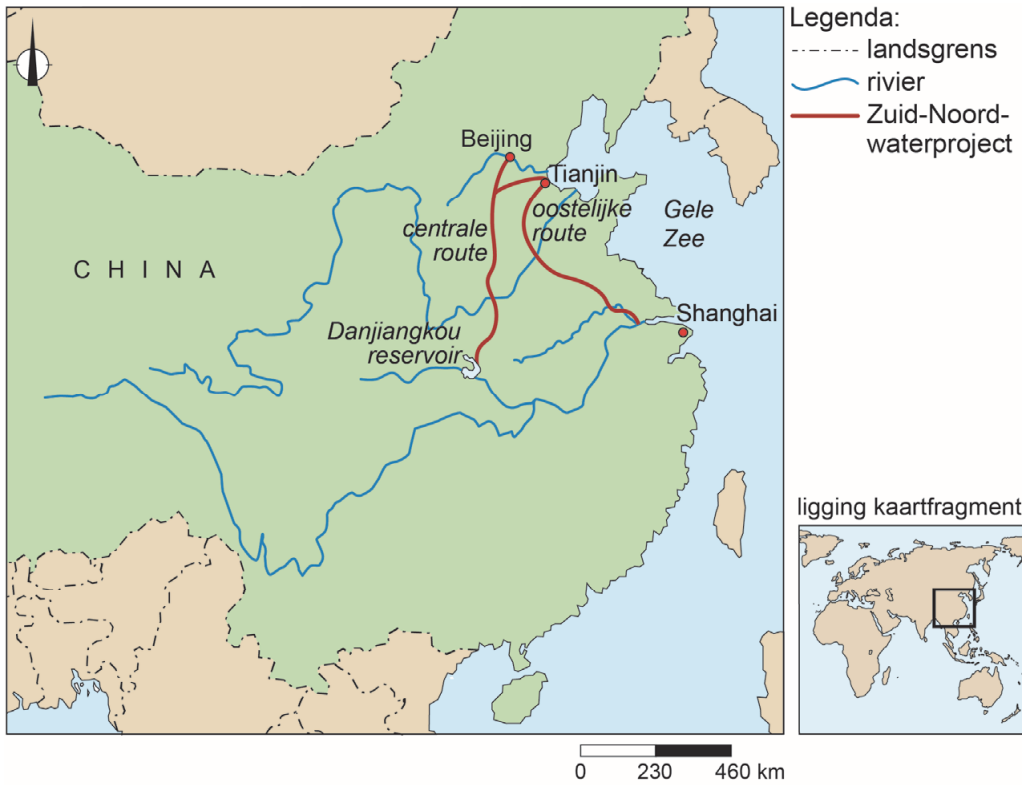 Legenda:
landsgrens
rivier
Zuid-Noord-
waterproject
Beijing
Tianjin
oostelijke
route
centrale
route
Gele
Zee
CHINA
Shanghai
Danjiangkou
reservoir
ligging kaartfragment
0 230 460 km